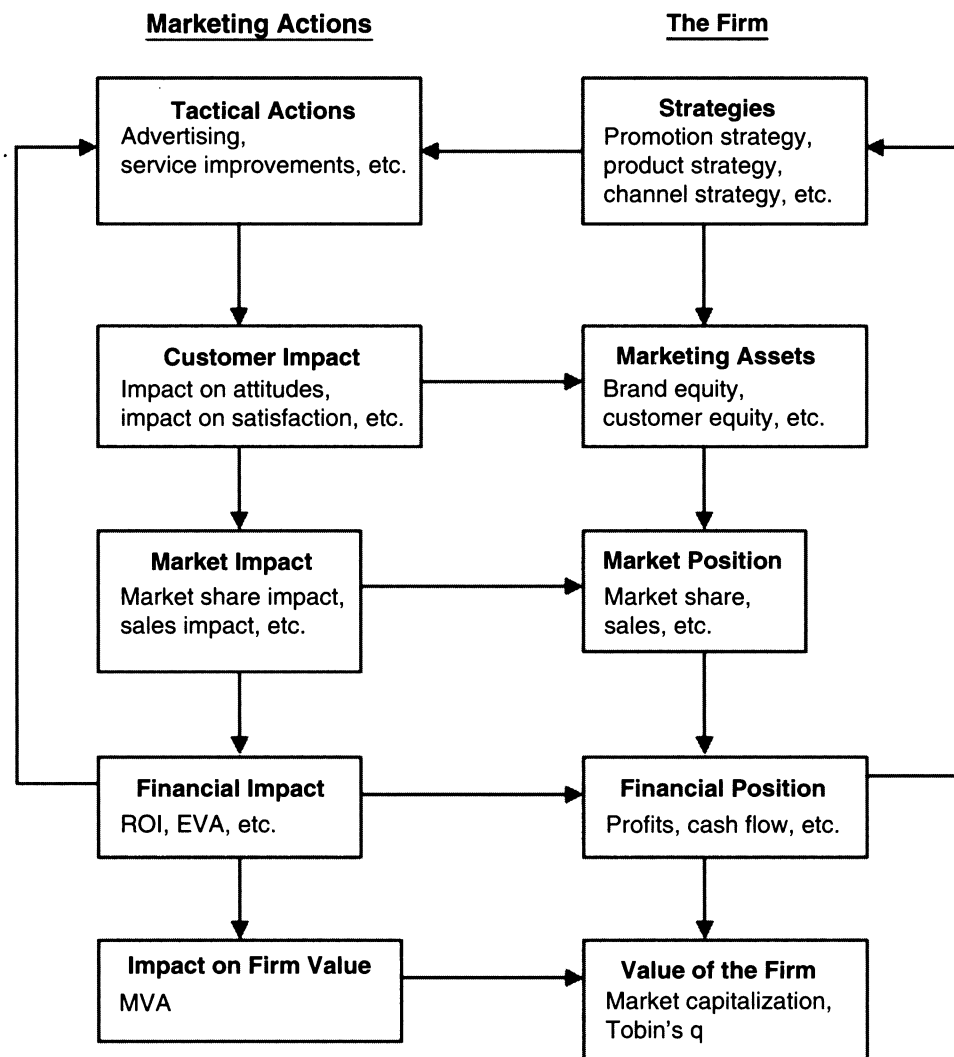 Marketing Actions
The Firm
Tactical Actions
Advertising,
service improvements, etc.
Strategies
Promotion strategy,
product strategy,
channel strategy, etc.
Customer Impact
Impact on attitudes,
impact on satisfaction, etc.
Marketing Assets
Brand equity,
customer equity, etc.
Market Impact
Market share impact,
sales impact, etc.
Market Position
Market share,
sales, etc.
Financial Impact
ROI, EVA, etc.
Financial Position
Profits, cash flow, etc.
Impact on Firm Value
MVA
Value of the Firm
Market capitalization,
Tobin's q